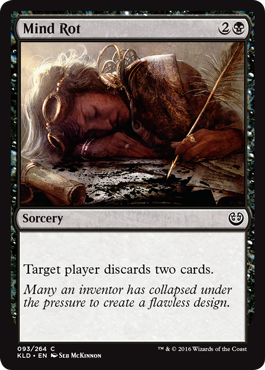 Mind Rot 2
Sorcery
Target player discards two cards.
Many an inventor has collapsed under
the pressure to create a flawless design.
093/264 C
KLD • EN Seb McKinnon
™ & © 2016 Wizards of the Coast